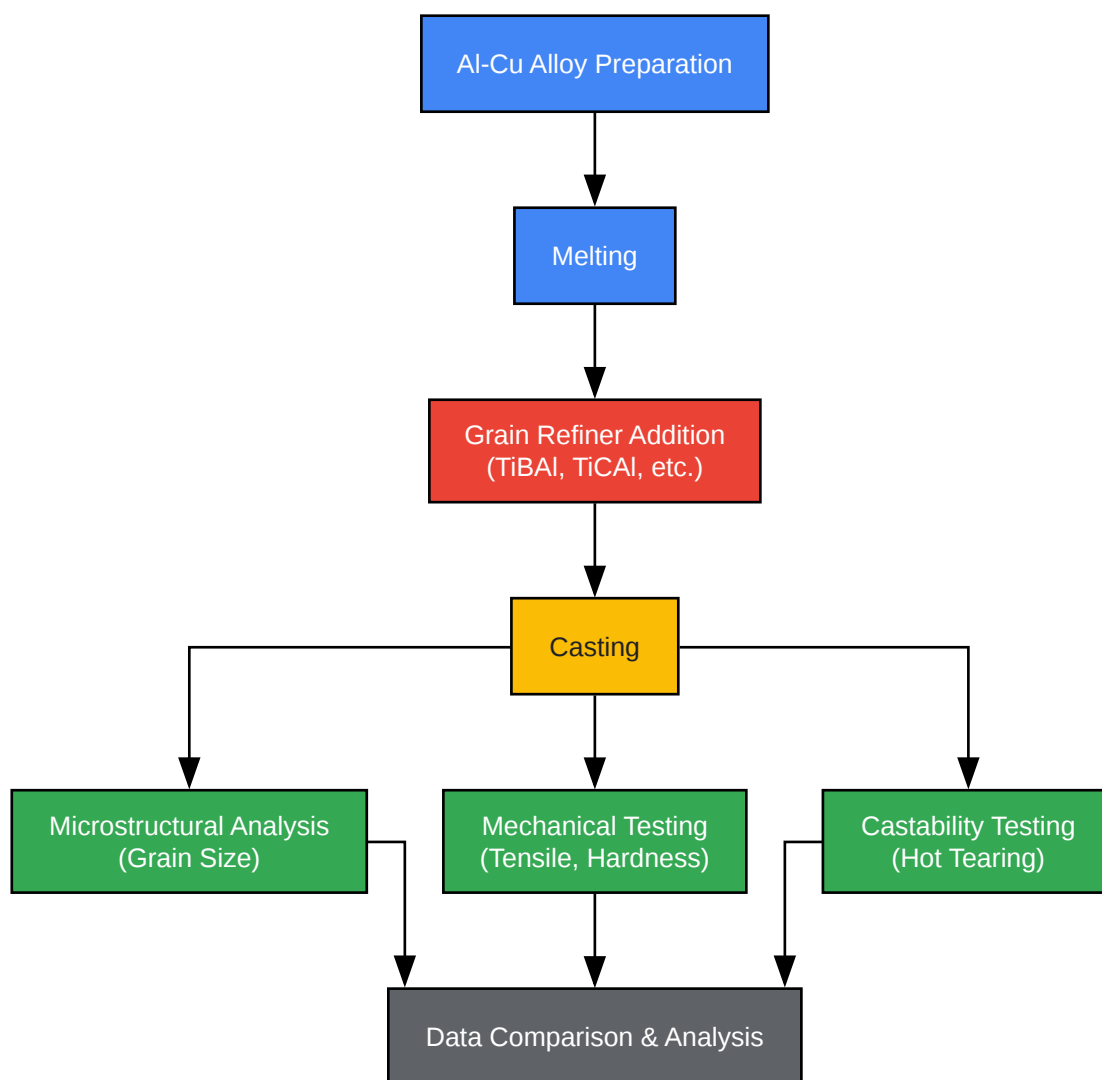 Al-Cu Alloy Preparation
Melting
Grain Refiner Addition
(TiBAl, TiCAl, etc.)
Casting
Microstructural Analysis
(Grain Size)
Mechanical Testing
(Tensile, Hardness)
Castability Testing
(Hot Tearing)
Data Comparison & Analysis